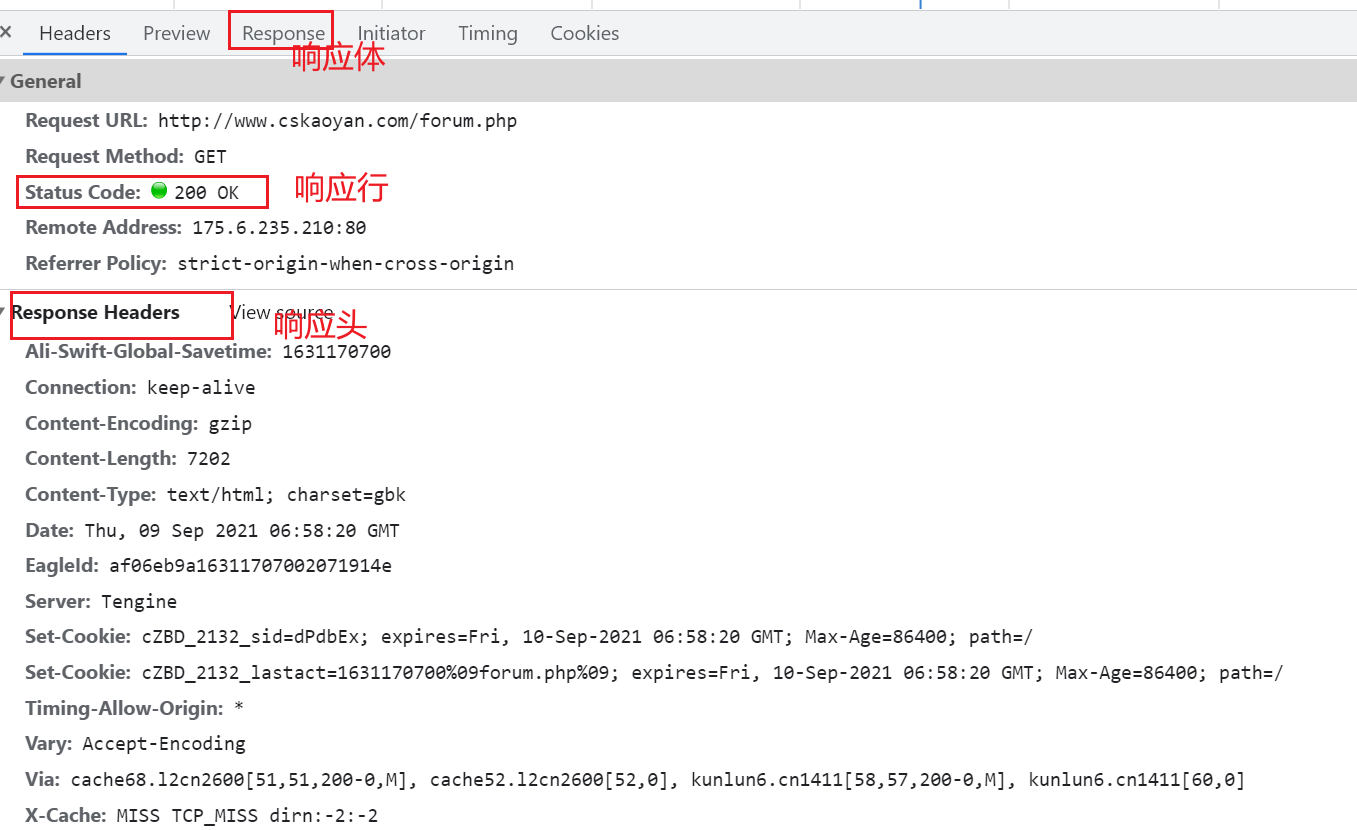 × Headers Preview Response Initiator Timing Cookies
响应体
General
Request URL: http://www.cskaoyan.com/forum.php
Request Method: GET
Status Code: 200 OK 响应行
Remote Address: 175.6.235.210:80
Referrer Policy: strict-origin-when-cross-origin
Response Headers View source
响应头
Ali-Swift-Global-Savetime: 1631170700
Connection: keep-alive
Content-Encoding: gzip
Content-Length: 7202
Content-Type: text/html; charset=gbk
Date: Thu, 09 Sep 2021 06:58:20 GMT
EagleId: af06eb9a16311707002071914e
Server: Tengine
Set-Cookie: cZBD_2132_sid=dPdbEx; expires=Fri, 10-Sep-2021 06:58:20 GMT; Max-Age=86400; path=/
Set-Cookie: cZBD_2132_lastact=1631170700%09forum.php%09; expires=Fri, 10-Sep-2021 06:58:20 GMT; Max-Age=86400; path=/
Timing-Allow-Origin: *
Vary: Accept-Encoding
Via: cache68.l2cn2600[51,51,200-0,M], cache52.l2cn2600[52,0], kunlun6.cn1411[58,57,200-0,M], kunlun6.cn1411[60,0]
X-Cache: MISS TCP_MISS dirn:-2:-2